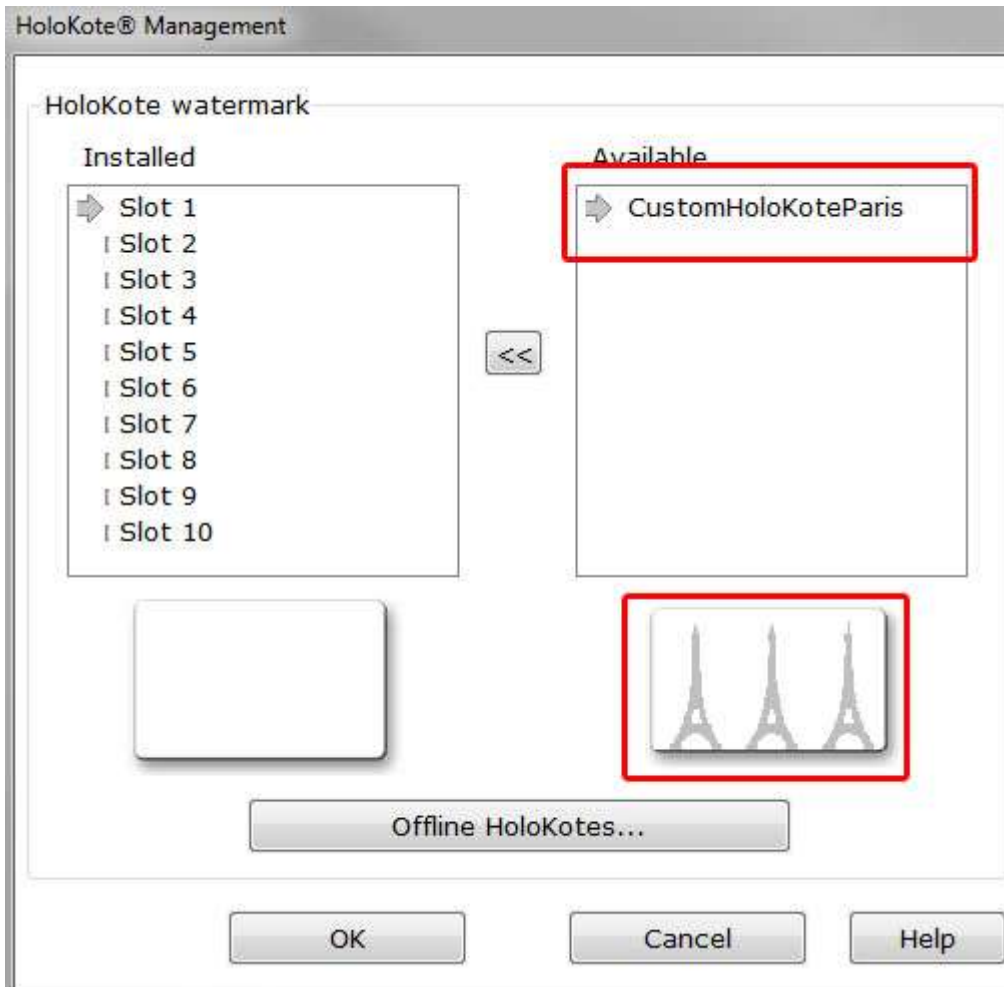 HoloKote® Management
HoloKote watermark
Installed
Available
Slot 1
Slot 2
Slot 3
Slot 4
Slot 5
Slot 6
Slot 7
Slot 8
Slot 9
Slot 10
<<
CustomHoloKoteParis
Offline HoloKotes...
OK
Cancel
Help